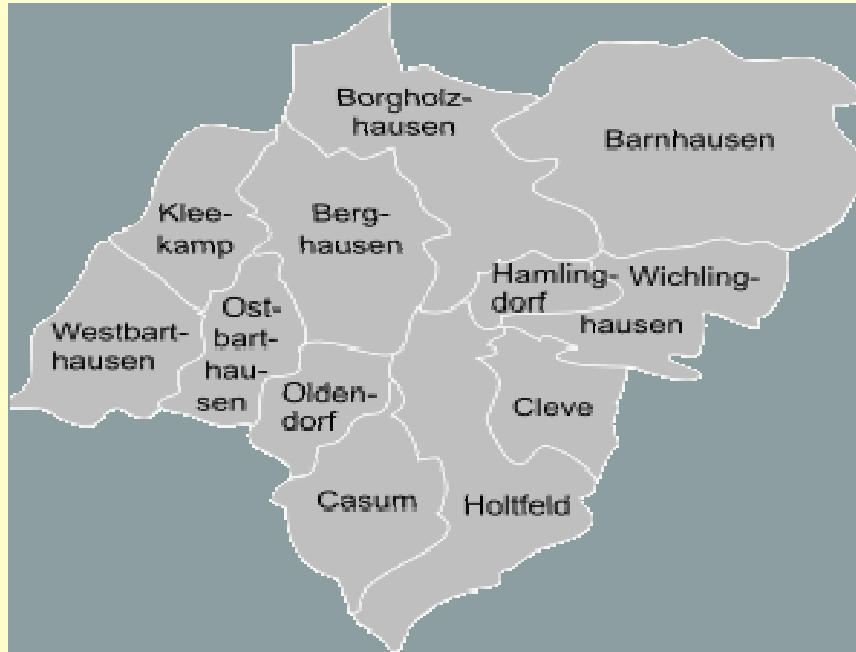 Borgholz-
hausen
Barnhausen
Klee-
kamp
Berg-
hausen
Hamling-
dorf
Wichling-
hausen
Westbart-
hausen
Ost-
bart-
hau-
sen
Olden-
dorf
Cleve
Casum
Holtfeld